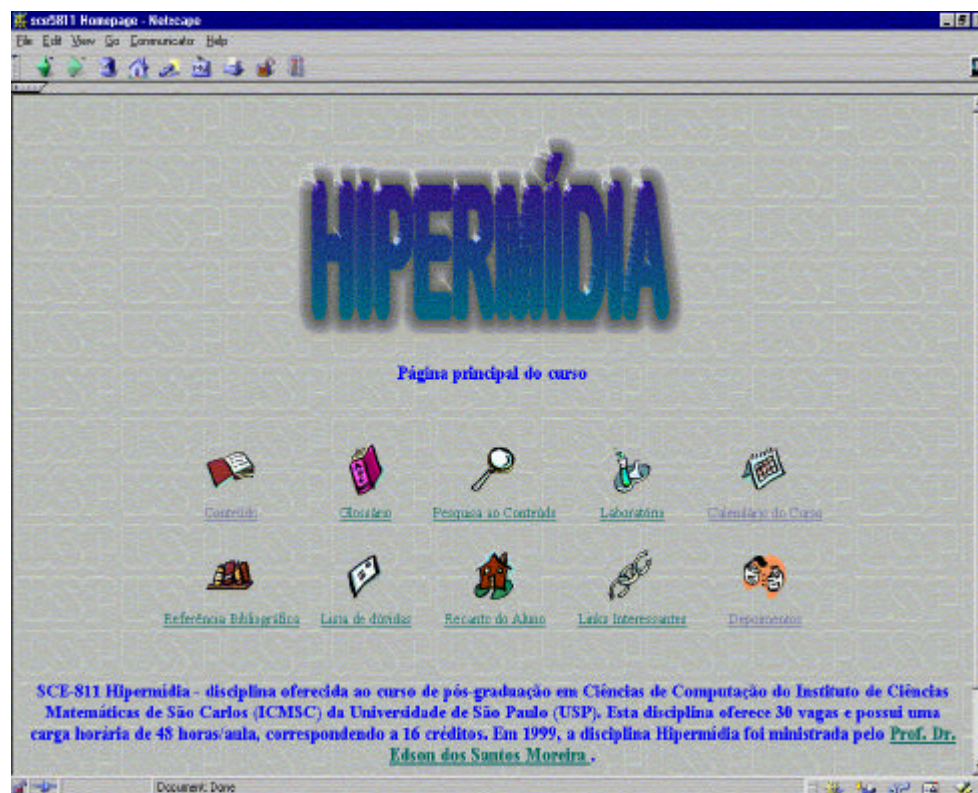 sce5811 Homepage - Netscape
File Edit View Go Communicator Help
HIPERMÍDIA
Página principal do curso
Conteúdo Glossário Pesquisa ao Conteúdo Laboratório Calendário do Curso
Referência Bibliográfica Lista de dúvidas Recanto do Aluno Links Interessantes Depoimentos
SCE-811 Hipermídia - disciplina oferecida ao curso de pós-graduação em Ciências de Computação do Instituto de Ciências
Matemáticas de São Carlos (ICMSC) da Universidade de São Paulo (USP). Esta disciplina oferece 30 vagas e possui uma
carga horária de 48 horas/aula, correspondendo a 16 créditos. Em 1999, a disciplina Hipermídia foi ministrada pelo Prof. Dr.
Edson dos Santos Moreira .
Document: Done